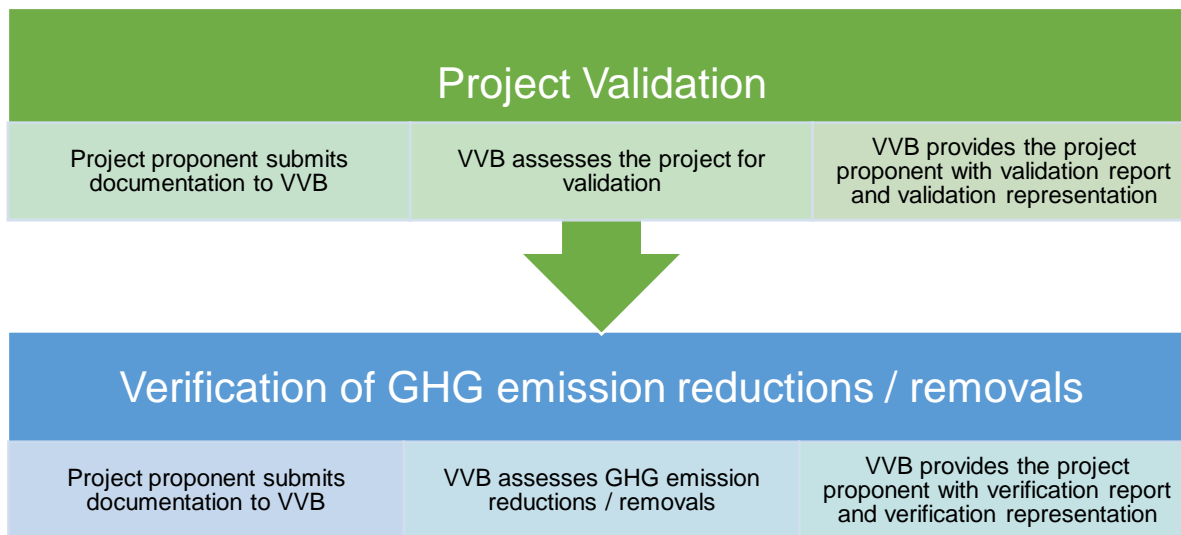 Project Validation
Project proponent submits
documentation to VVB
VVB assesses the project for
validation
VVB provides the project
proponent with validation report
and validation representation
Verification of GHG emission reductions / removals
Project proponent submits
documentation to VVB
VVB assesses GHG emission
reductions / removals
VVB provides the project
proponent with verification report
and verification representation